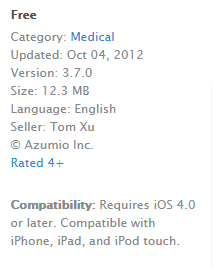 Free
Category: Medical
Updated: Oct 04, 2012
Version: 3.7.0
Size: 12.3 MB
Language: English
Seller: Tom Xu
© Azumio Inc.
Rated 4+
Compatibility: Requires iOS 4.0
or later. Compatible with
iPhone, iPad, and iPod touch.